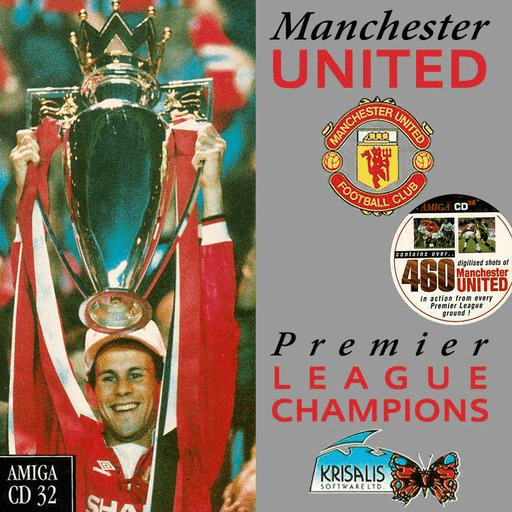 Manchester
UNITED
MANCHESTER UNITED
FOOTBALL CLUB
AMIGA CD32
contains over..
460
digitised shots of
Manchester
UNITED
in action from every
Premier League
ground !
Premier
LEAGUE
CHAMPIONS
KRISALIS
SOFTWARE LTD.
AMIGA
CD 32
SHA